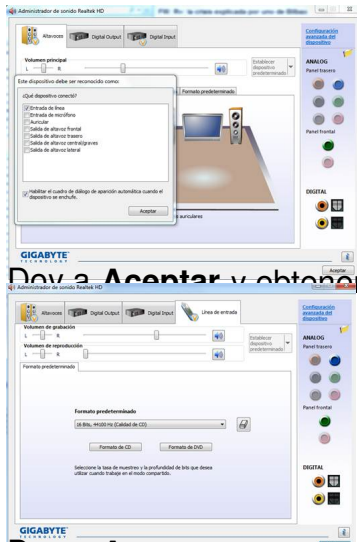 Administrador de sonido Realtek HD
Altavoces
Digital Output
Digital Input
Configuración
avanzada del
dispositivo
Volumen principal
L
R
Establecer
dispositivo
predeterminado
ANALOG
Panel trasero
Este dispositivo debe ser reconocido como:
¿Qué dispositivo conectó?
Entrada de línea
Entrada de micrófono
Auricular
Salida de altavoz frontal
Salida de altavoz trasero
Salida de altavoz central/graves
Salida de altavoz lateral
Formato predeterminado
Panel frontal
Habilitar el cuadro de diálogo de aparición automática cuando el
dispositivo se enchufe.
Aceptar
auriculares
DIGITAL
GIGABYTE
TECHNOLOGY
Aceptar
Doy a Aceptar y obtener
Administrador de sonido Realtek HD
Altavoces
Digital Output
Digital Input
Línea de entrada
Configuración
avanzada del
dispositivo
Volumen de grabación
L
R
Volumen de reproducción
L
R
Establecer
dispositivo
predeterminado
ANALOG
Panel trasero
Formato predeterminado
Panel frontal
Formato predeterminado
16 Bits, 44100 Hz (Calidad de CD)
Formato de CD
Formato de DVD
Seleccione la tasa de muestreo y la profundidad de bits que desea
utilizar cuando trabaje en el modo compartido.
DIGITAL
GIGABYTE
TECHNOLOGY